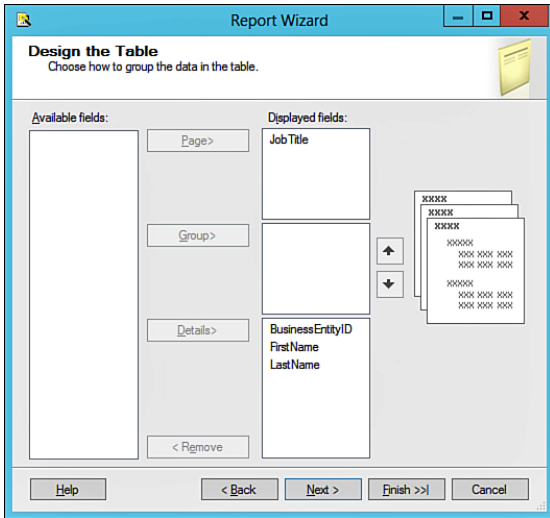 Report Wizard
Design the Table
Choose how to group the data in the table.
Available fields:
Displayed fields:
Page>
JobTitle
Group>
Details>
BusinessEntityID
FirstName
LastName
< Remove
XXXX
XXXX
XXXX
XXXXX
XXX XXX XXX
XXX XXX XXX
XXXXX
XXX XXX XXX
XXX XXX XXX
Help
< Back
Next >
Finish >>|
Cancel